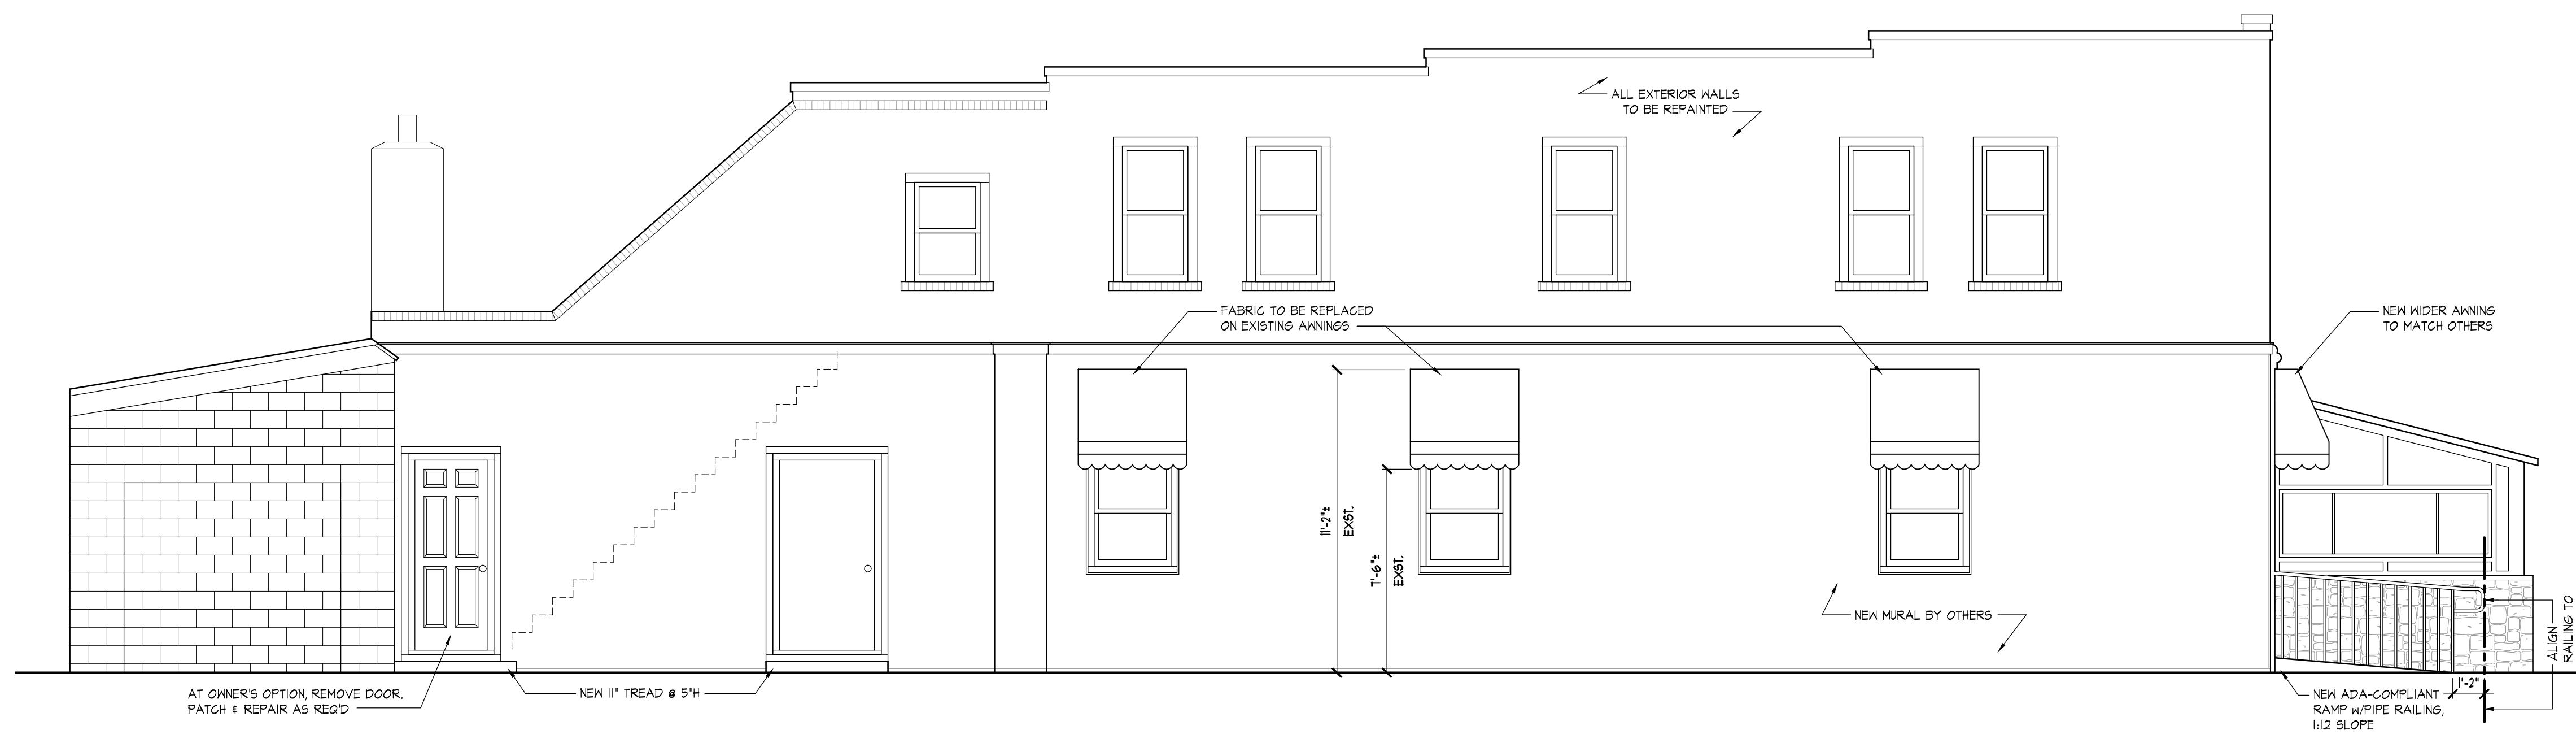 ALL EXTERIOR WALLS
TO BE REPAINTED
FABRIC TO BE REPLACED
ON EXISTING AWNINGS
NEW WIDER AWNING
TO MATCH OTHERS
11'-2"±
EXST.
7'-6"±
EXST.
NEW MURAL BY OTHERS
ALIGN
RAILING TO
AT OWNER'S OPTION, REMOVE DOOR.
PATCH & REPAIR AS REQ'D
NEW 11" TREAD @ 5"H
1'-2"
NEW ADA-COMPLIANT
RAMP w/PIPE RAILING,
1:12 SLOPE